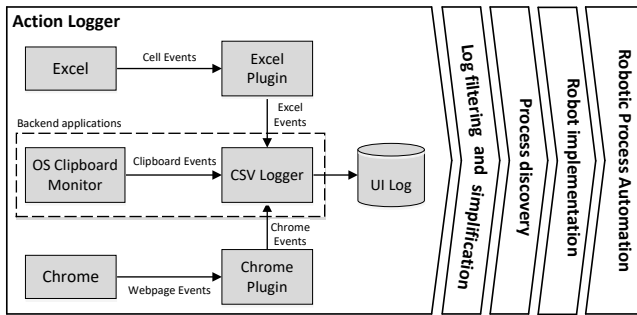 Action Logger
Excel
Cell Events
Excel
Plugin
Excel
Events
Backend applications
OS Clipboard
Monitor
Clipboard Events
CSV Logger
UI Log
Chrome
Events
Chrome
Webpage Events
Chrome
Plugin
Log filtering and simplification
Process discovery
Robot implementation
Robotic Process Automation